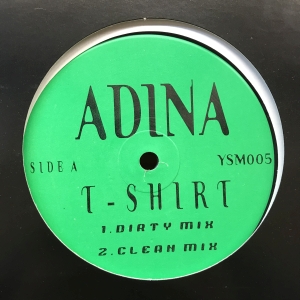 ADINA
SIDE A
YSM005
T-SHIRT
1.DIRTY MIX
2.CLEAN MIX